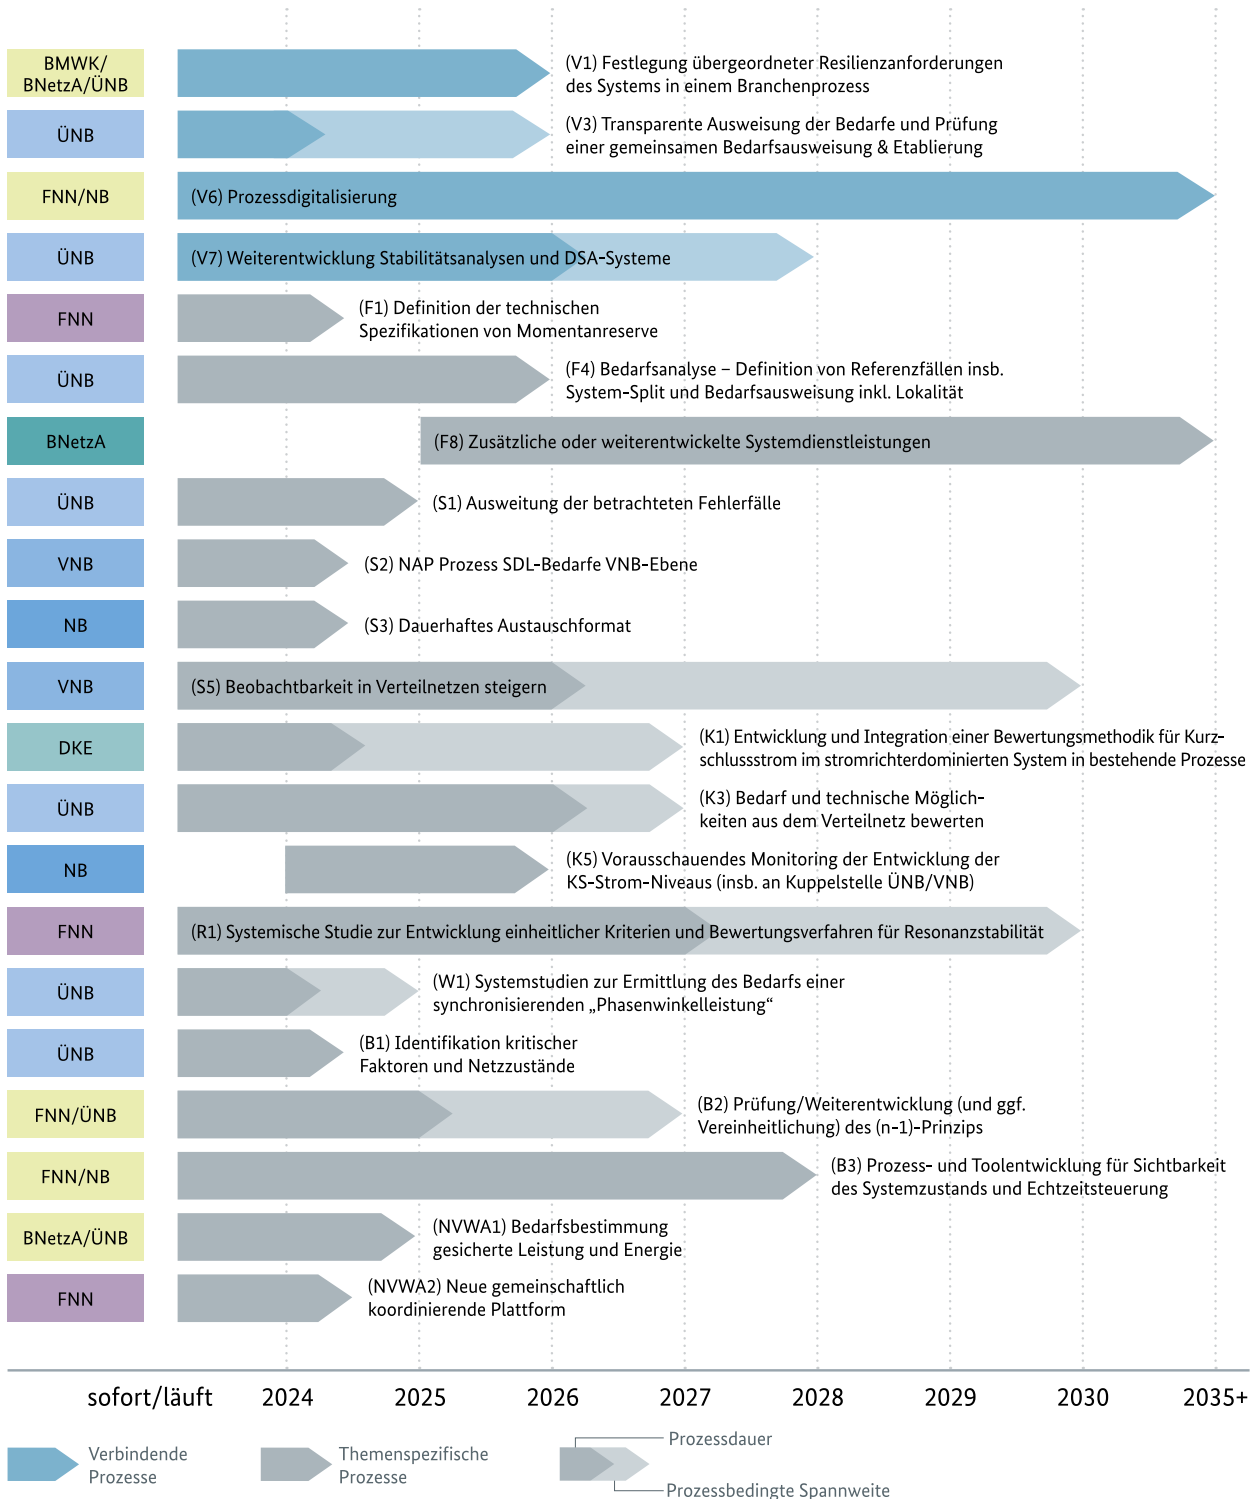 BMWK/
BNetzA/ÜNB
(V1) Festlegung übergeordneter Resilienzanforderungen
des Systems in einem Branchenprozess
ÜNB
(V3) Transparente Ausweisung der Bedarfe und Prüfung
einer gemeinsamen Bedarfsausweisung & Etablierung
FNN/NB
(V6) Prozessdigitalisierung
ÜNB
(V7) Weiterentwicklung Stabilitätsanalysen und DSA-Systeme
FNN
(F1) Definition der technischen
Spezifikationen von Momentanreserve
ÜNB
(F4) Bedarfsanalyse – Definition von Referenzfällen insb.
System-Split und Bedarfsausweisung inkl. Lokalität
BNetzA
(F8) Zusätzliche oder weiterentwickelte Systemdienstleistungen
ÜNB
(S1) Ausweitung der betrachteten Fehlerfälle
VNB
(S2) NAP Prozess SDL-Bedarfe VNB-Ebene
NB
(S3) Dauerhaftes Austauschformat
VNB
(S5) Beobachtbarkeit in Verteilnetzen steigern
DKE
(K1) Entwicklung und Integration einer Bewertungsmethodik für Kurz-
schlussstrom im stromrichterdominierten System in bestehende Prozesse
ÜNB
(K3) Bedarf und technische Möglich-
keiten aus dem Verteilnetz bewerten
NB
(K5) Vorausschauendes Monitoring der Entwicklung der
KS-Strom-Niveaus (insb. an Kuppelstelle ÜNB/VNB)
FNN
(R1) Systemische Studie zur Entwicklung einheitlicher Kriterien und Bewertungsverfahren für Resonanzstabilität
ÜNB
(W1) Systemstudien zur Ermittlung des Bedarfs einer
synchronisierenden „Phasenwinkelleistung“
ÜNB
(B1) Identifikation kritischer
Faktoren und Netzzustände
FNN/ÜNB
(B2) Prüfung/Weiterentwicklung (und ggf.
Vereinheitlichung) des (n-1)-Prinzips
FNN/NB
(B3) Prozess- und Toolentwicklung für Sichtbarkeit
des Systemzustands und Echtzeitsteuerung
BNetzA/ÜNB
(NVWA1) Bedarfsbestimmung
gesicherte Leistung und Energie
FNN
(NVWA2) Neue gemeinschaftlich
koordinierende Plattform
sofort/läuft 2024 2025 2026 2027 2028 2029 2030 2035+
Verbindende
Prozesse
Themenspezifische
Prozesse
Prozessdauer
Prozessbedingte Spannweite